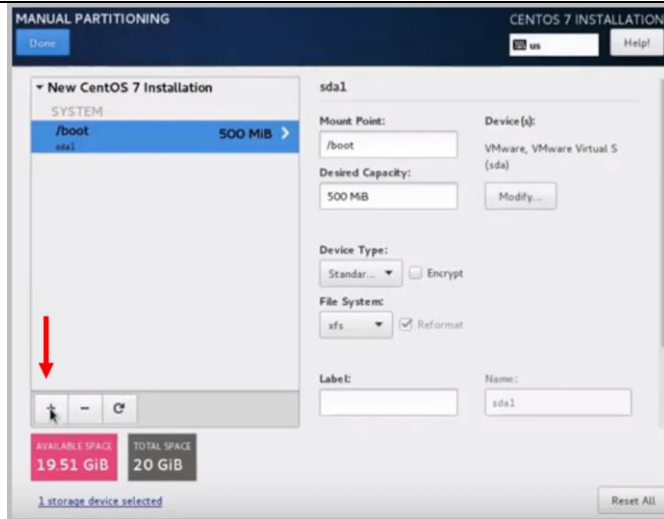 MANUAL PARTITIONING
CENTOS 7 INSTALLATION
Done
us
Help!
New CentOS 7 Installation
SYSTEM
/boot
500 MiB
sda1
sda1
Mount Point:
/boot
Device(s):
VMware, VMware Virtual S
(sda)
Desired Capacity:
500 MiB
Modify...
Device Type:
Standar...
Encrypt
File System:
xfs
Reformat
Label:
Name:
sda1
+ -
AVAILABLE SPACE
19.51 GiB
TOTAL SPACE
20 GiB
1 storage device selected
Reset All